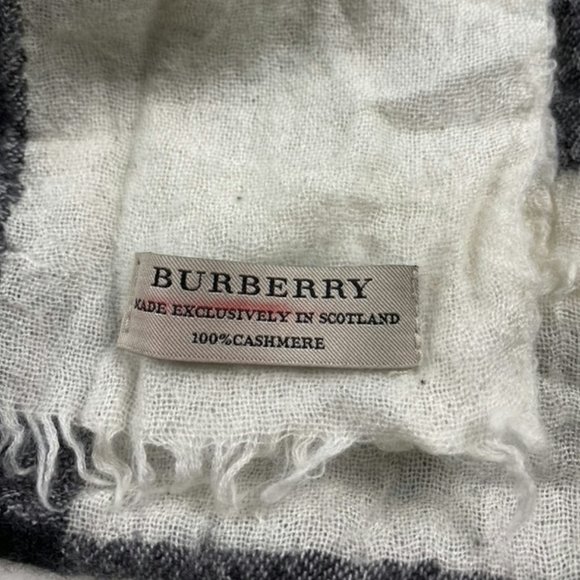 BURBERRY
MADE EXCLUSIVELY IN SCOTLAND
100%CASHMERE